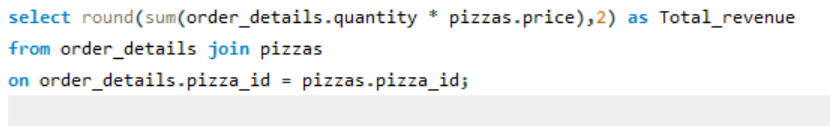 select round(sum(order_details.quantity * pizzas.price),2) as Total_revenue
from order_details join pizzas
on order_details.pizza_id = pizzas.pizza_id;